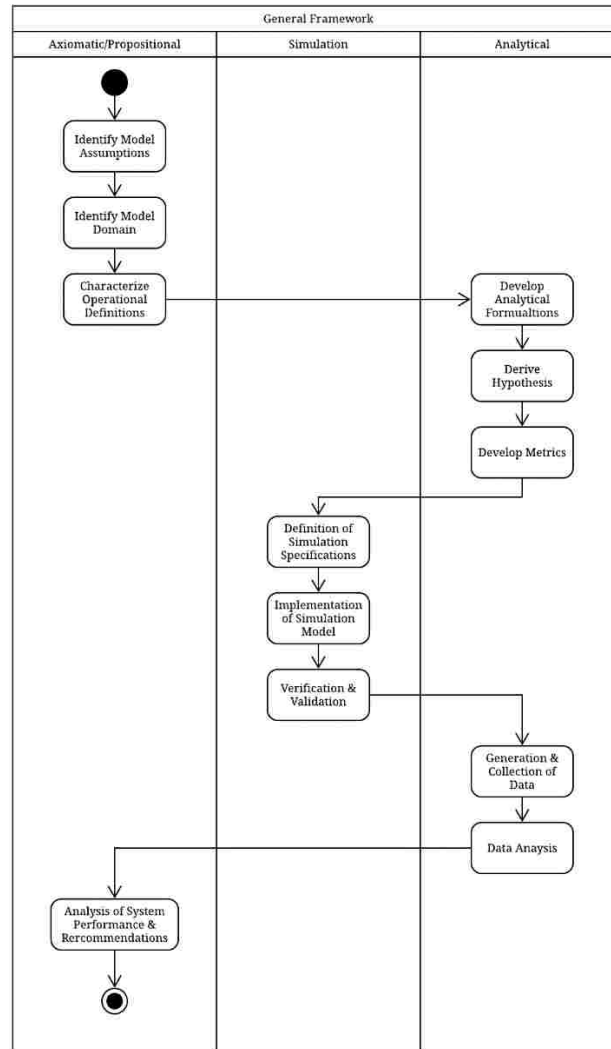 General Framework
Axiomatic/Propositional
Simulation
Analytical
Identify Model
Assumptions
Identify Model
Domain
Characterize
Operational
Definitions
Develop
Analytical
Formualtions
Derive
Hypothesis
Develop Metrics
Definition of
Simulation
Specifications
Implementation
of Simulation
Model
Verification &
Validation
Generation &
Collection of
Data
Data Anaysis
Analysis of System
Performance &
Rercommendations